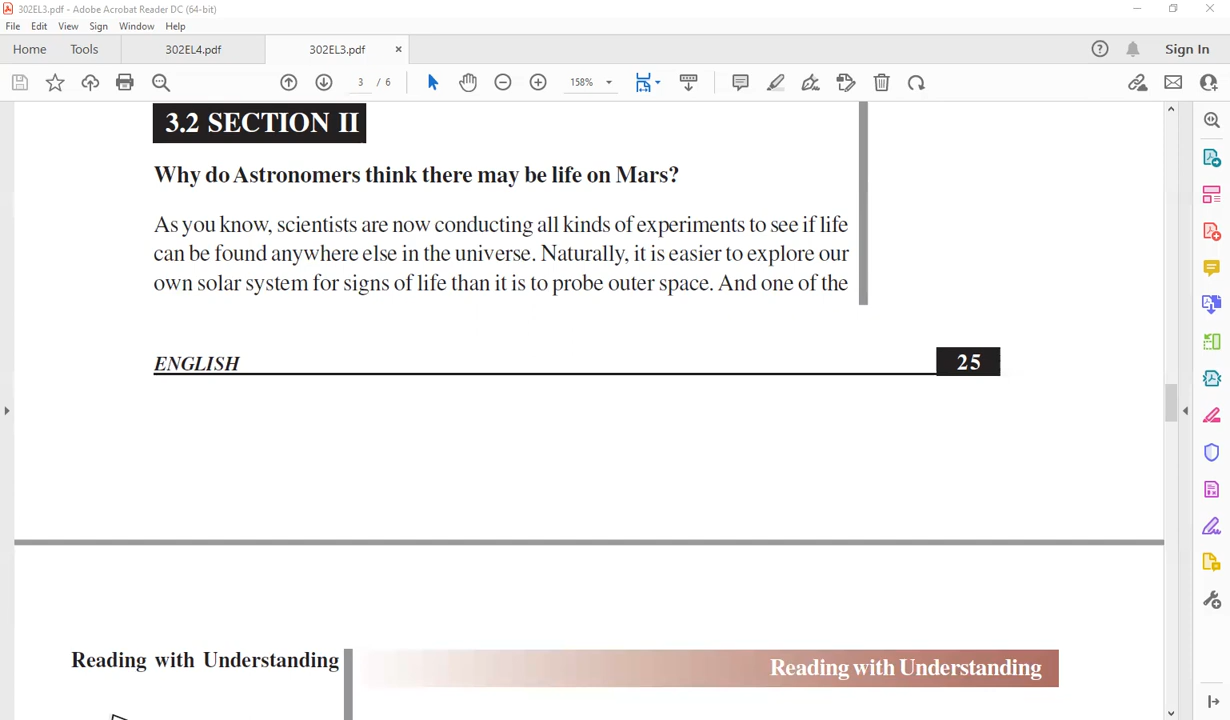 302EL3.pdf - Adobe Acrobat Reader DC (64-bit)
File Edit View Sign Window Help
Home Tools 302EL4.pdf 302EL3.pdf × Sign In
3 / 6 158%
3.2 SECTION II
Why do Astronomers think there may be life on Mars?
As you know, scientists are now conducting all kinds of experiments to see if life
can be found anywhere else in the universe. Naturally, it is easier to explore our
own solar system for signs of life than it is to probe outer space. And one of the
ENGLISH 25
Reading with Understanding
Reading with Understanding